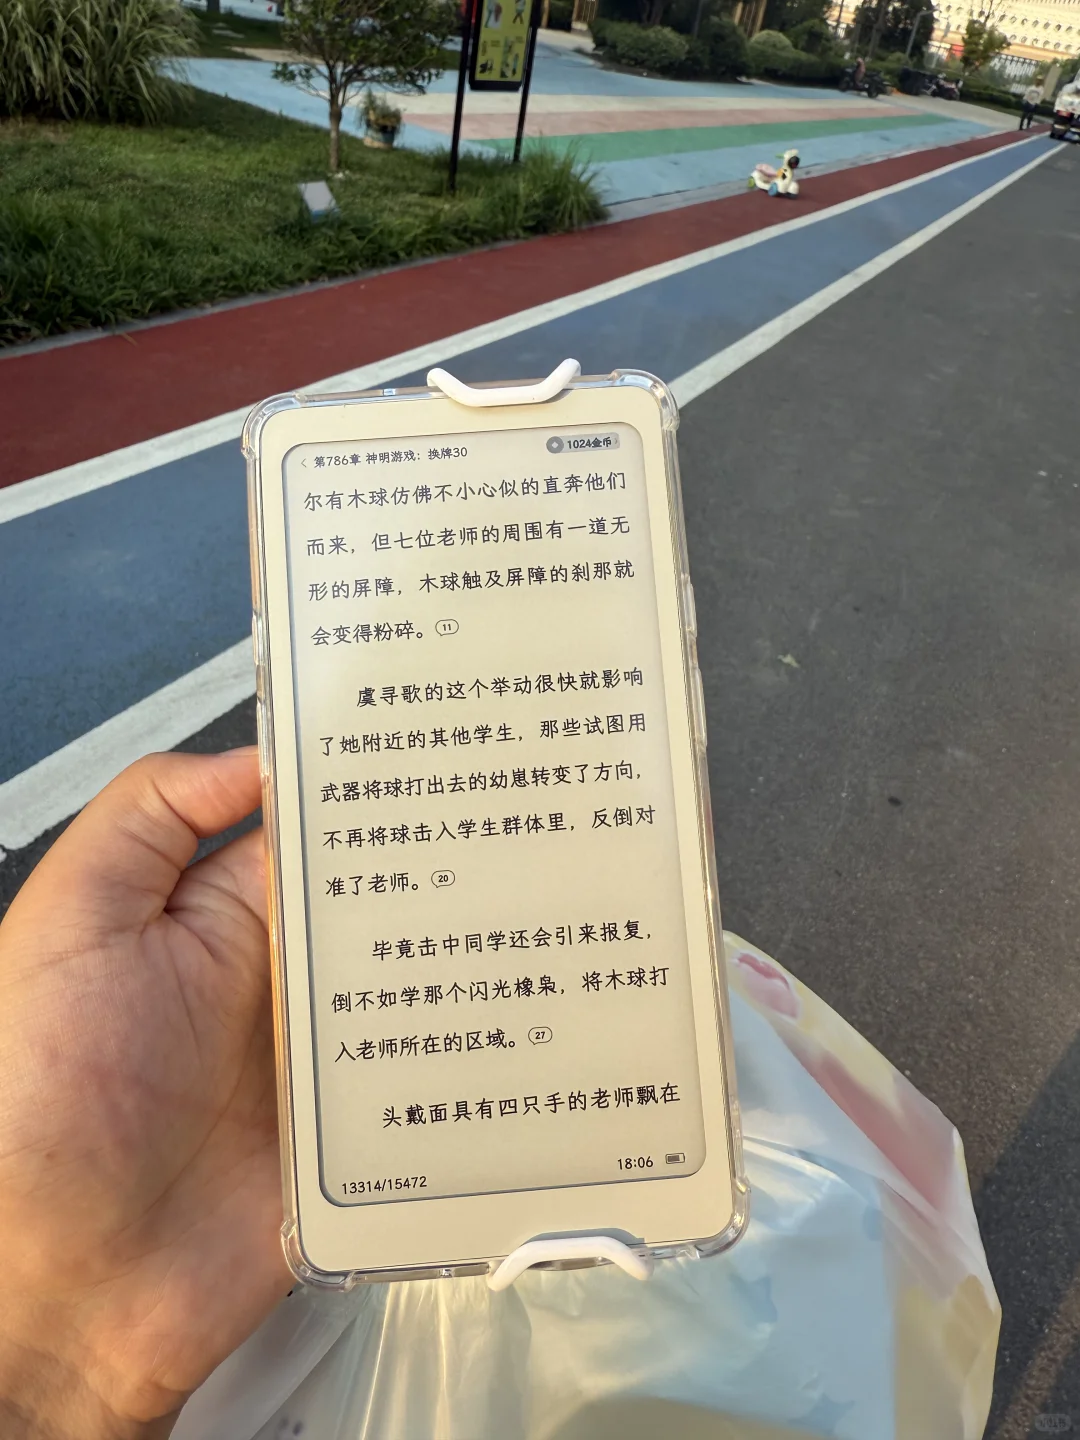 第786章 神明游戏：换牌30
1024金币
尔有木球仿佛不小心似的直奔他们
而来，但七位老师的周围有一道无
形的屏障，木球触及屏障的刹那就
会变得粉碎。 11
虞寻歌的这个举动很快就影响
了她附近的其他学生，那些试图用
武器将球打出去的幼崽转变了方向，
不再将球击入学生群体里，反倒对
准了老师。 20
毕竟击中同学还会引来报复，
倒不如学那个闪光橡枭，将木球打
入老师所在的区域。 27
头戴面具有四只手的老师飘在
13314/15472
18:06